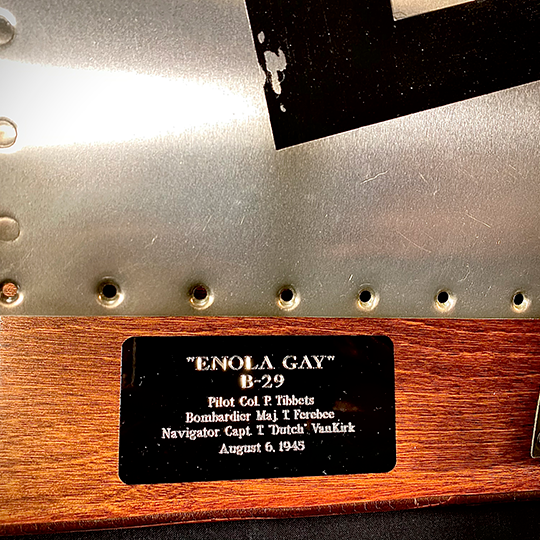 "ENOLA GAY"
B-29
Pilot Col. P. Tibbets
Bombardier Maj. T. Ferebee
Navigator Capt. T. "Dutch" VanKirk
August 6, 1945